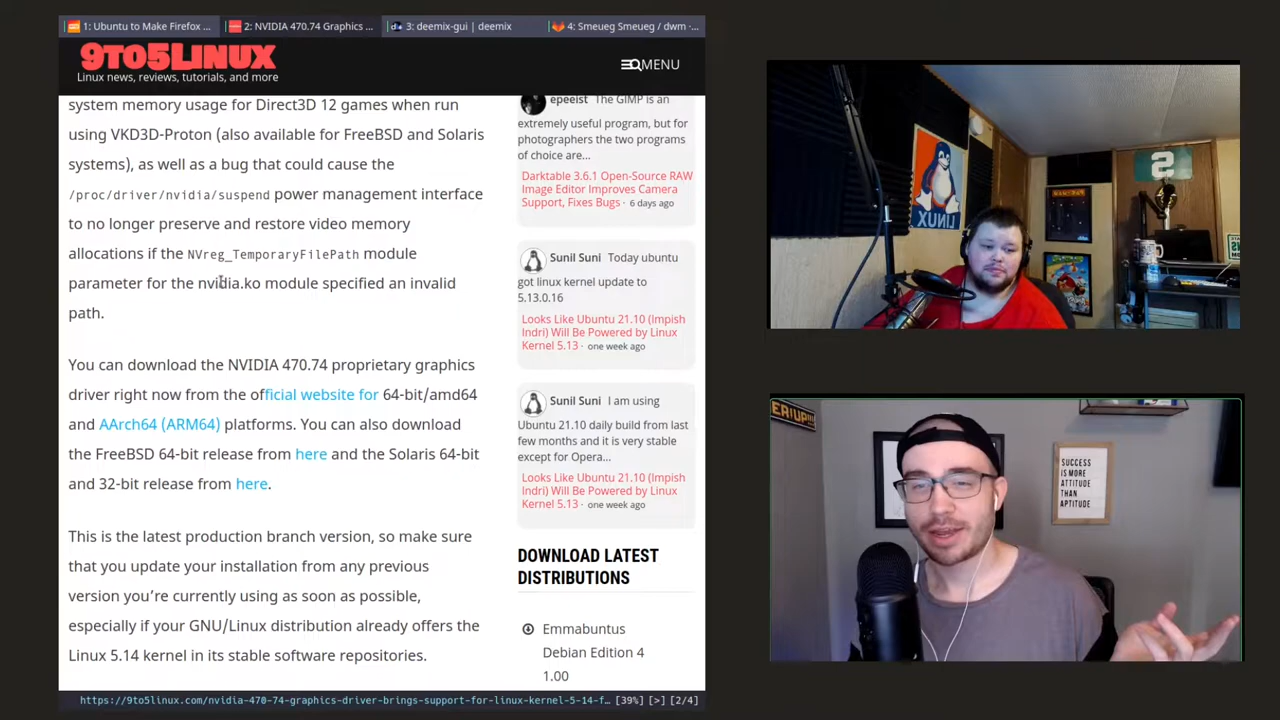 1: Ubuntu to Make Firefox ...
2: NVIDIA 470.74 Graphics ...
3: deemix-gui | deemix
4: Smeueg Smeueg / dwm ·...
9TO5LINUX
Linux news, reviews, tutorials, and more
MENU
system memory usage for Direct3D 12 games when run
using VKD3D-Proton (also available for FreeBSD and Solaris
systems), as well as a bug that could cause the
/proc/driver/nvidia/suspend power management interface
to no longer preserve and restore video memory
allocations if the NVreg_TemporaryFilePath module
parameter for the nvidia.ko module specified an invalid
path.
You can download the NVIDIA 470.74 proprietary graphics
driver right now from the official website for 64-bit/amd64
and AArch64 (ARM64) platforms. You can also download
the FreeBSD 64-bit release from here and the Solaris 64-bit
and 32-bit release from here.
This is the latest production branch version, so make sure
that you update your installation from any previous
version you're currently using as soon as possible,
especially if your GNU/Linux distribution already offers the
Linux 5.14 kernel in its stable software repositories.
epeeist The GIMP is an
extremely useful program, but for
photographers the two programs
of choice are...
Darktable 3.6.1 Open-Source RAW
Image Editor Improves Camera
Support, Fixes Bugs · 6 days ago
Sunil Suni Today ubuntu
got linux kernel update to
5.13.0.16
Looks Like Ubuntu 21.10 (Impish
Indri) Will Be Powered by Linux
Kernel 5.13 · one week ago
Sunil Suni I am using
Ubuntu 21.10 daily build from last
few months and it is very stable
except for Opera...
Looks Like Ubuntu 21.10 (Impish
Indri) Will Be Powered by Linux
Kernel 5.13 · one week ago
DOWNLOAD LATEST
DISTRIBUTIONS
Emmabuntus
Debian Edition 4
1.00
https://9to5linux.com/nvidia-470-74-graphics-driver-brings-support-for-linux-kernel-5-14-f... [39%] [>] [2/4]
LINUX
S
ERIUP!
SUCCESS
IS MORE
ATTITUDE
THAN
APTITUDE